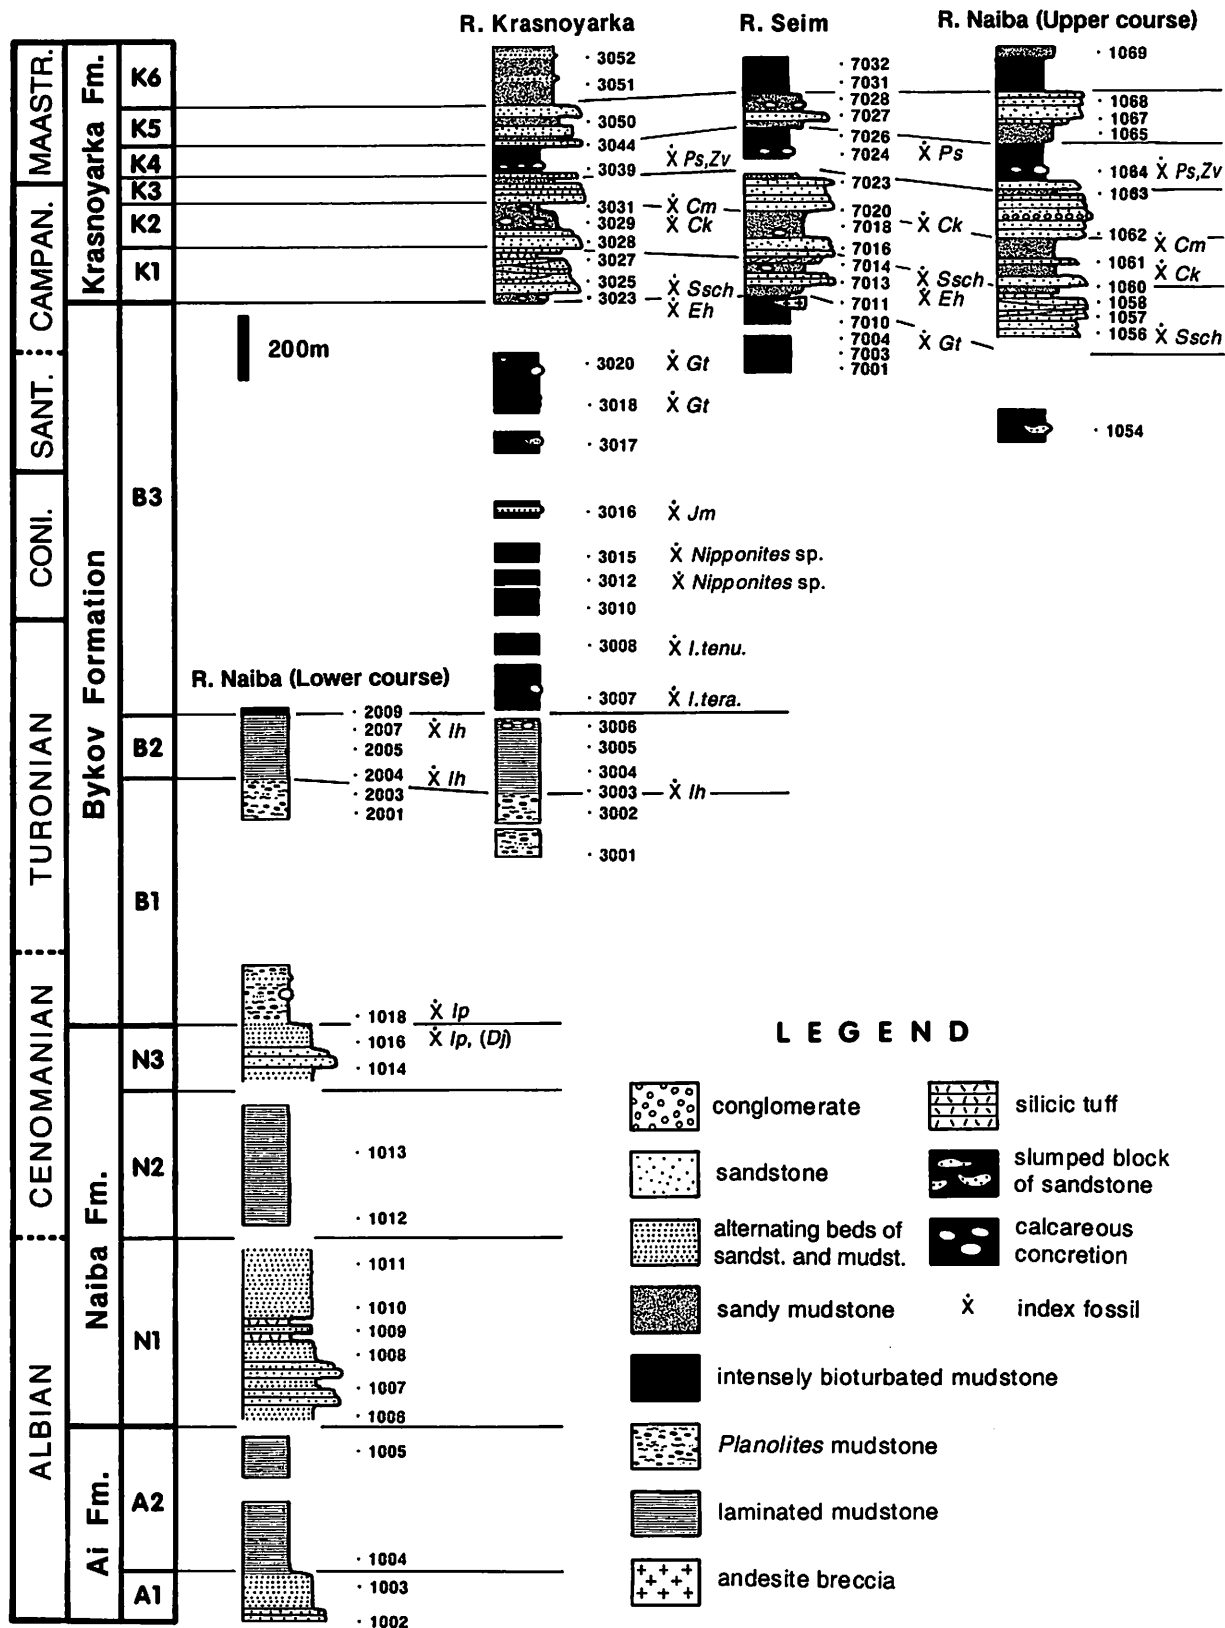 R. Krasnoyarka
R. Seim
R. Naiba (Upper course)
MAASTR.
CAMPAN.
SANT.
CONI.
TURONIAN
CENOMANIAN
ALBIAN
Krasnoyarka Fm.
Bykov Formation
Naiba Fm.
Ai Fm.
K6
K5
K4
K3
K2
K1
B3
B2
B1
N3
N2
N1
A2
A1
200m
· 3052
· 3051
· 3050
· 3044
· 3039 Ẋ Ps,Zv
· 3031 Ẋ Cm
· 3029 Ẋ Ck
· 3028
· 3027
· 3025 Ẋ Ssch
· 3023 Ẋ Eh
· 3020 Ẋ Gt
· 3018 Ẋ Gt
· 3017
· 3016 Ẋ Jm
· 3015 Ẋ Nipponites sp.
· 3012 Ẋ Nipponites sp.
· 3010
· 3008 Ẋ I.tenu.
· 3007 Ẋ I.tera.
· 3006
· 3005
· 3004
· 3003 Ẋ Ih
· 3002
· 3001
· 7032
· 7031
· 7028
· 7027
· 7026
· 7024 Ẋ Ps
· 7023
· 7020
· 7018 Ẋ Ck
· 7016
· 7014 Ẋ Ssch
· 7013 Ẋ Eh
· 7011
· 7010 Ẋ Gt
· 7004
· 7003
· 7001
· 1069
· 1068
· 1067
· 1065
· 1064 Ẋ Ps,Zv
· 1063
· 1062 Ẋ Cm
· 1061 Ẋ Ck
· 1060
· 1058
· 1057
· 1056 Ẋ Ssch
· 1054
R. Naiba (Lower course)
· 2009
· 2007 Ẋ Ih
· 2005
· 2004 Ẋ Ih
· 2003
· 2001
· 1018 Ẋ Ip
· 1016 Ẋ Ip, (Dj)
· 1014
· 1013
· 1012
· 1011
· 1010
· 1009
· 1008
· 1007
· 1006
· 1005
· 1004
· 1003
· 1002
LEGEND
conglomerate
sandstone
alternating beds of
sandst. and mudst.
sandy mudstone
intensely bioturbated mudstone
Planolites mudstone
laminated mudstone
andesite breccia
silicic tuff
slumped block
of sandstone
calcareous
concretion
Ẋ index fossil